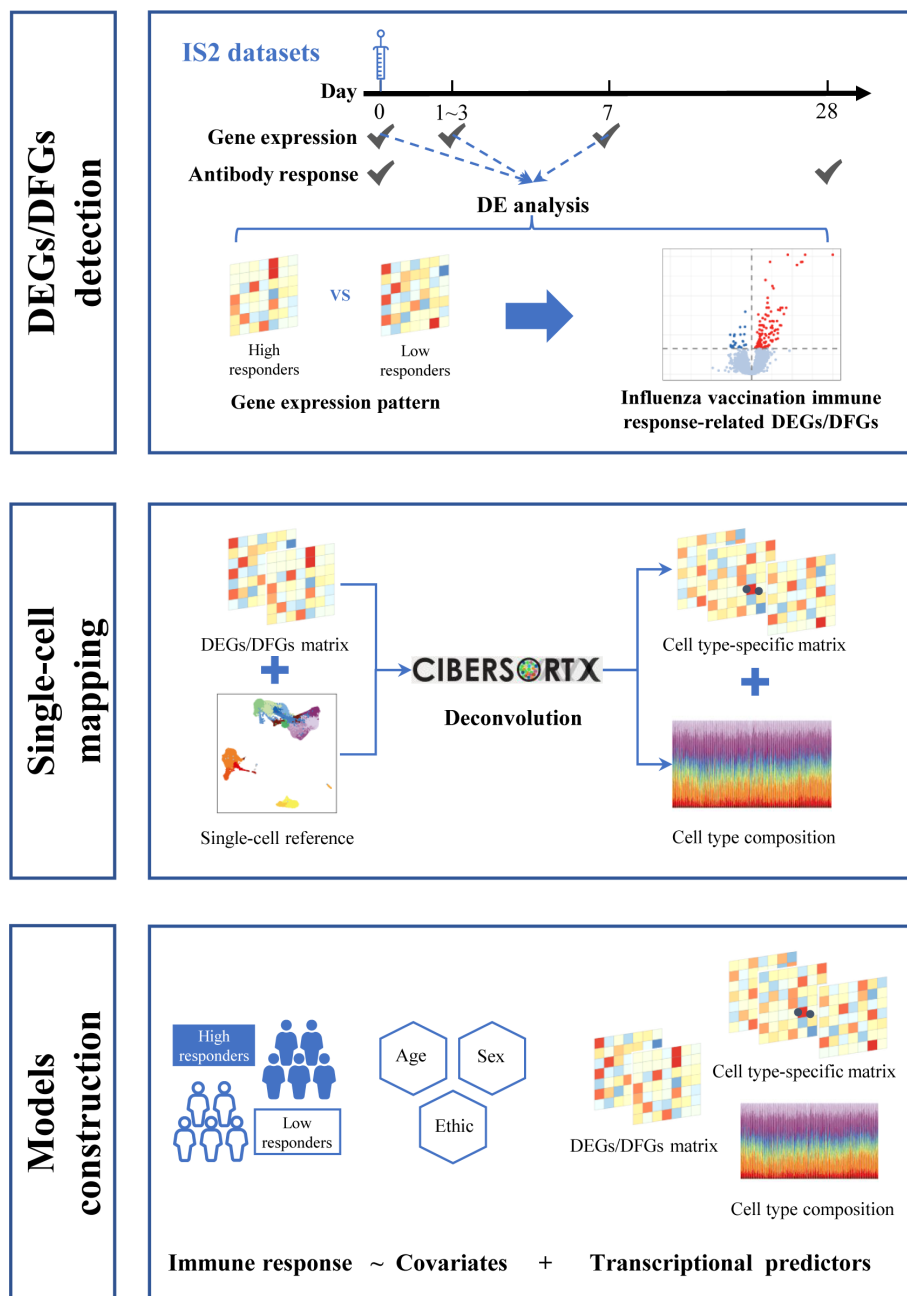 DEGs/DFGs
detection
IS2 datasets
Day
0
1~3
7
28
Gene expression
Antibody response
DE analysis
VS
High
responders
Low
responders
Gene expression pattern
Influenza vaccination immune
response-related DEGs/DFGs
Single-cell
mapping
DEGs/DFGs matrix
Single-cell reference
CIBERSORTX
Deconvolution
Cell type-specific matrix
Cell type composition
Models
construction
High
responders
Low
responders
Age
Sex
Ethic
DEGs/DFGs matrix
Cell type-specific matrix
Cell type composition
Immune response ~ Covariates + Transcriptional predictors